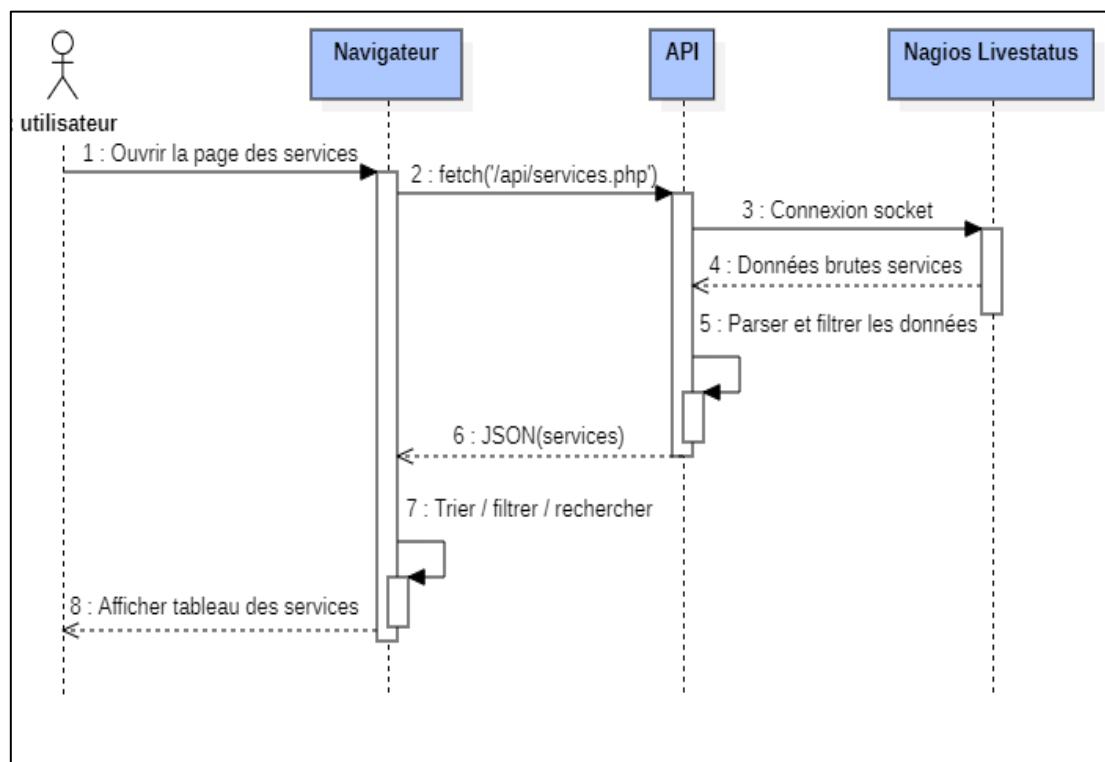 Navigateur
API
Nagios Livestatus
: utilisateur
1 : Ouvrir la page des services
2 : fetch('/api/services.php')
3 : Connexion socket
4 : Données brutes services
5 : Parser et filtrer les données
6 : JSON(services)
7 : Trier / filtrer / rechercher
8 : Afficher tableau des services